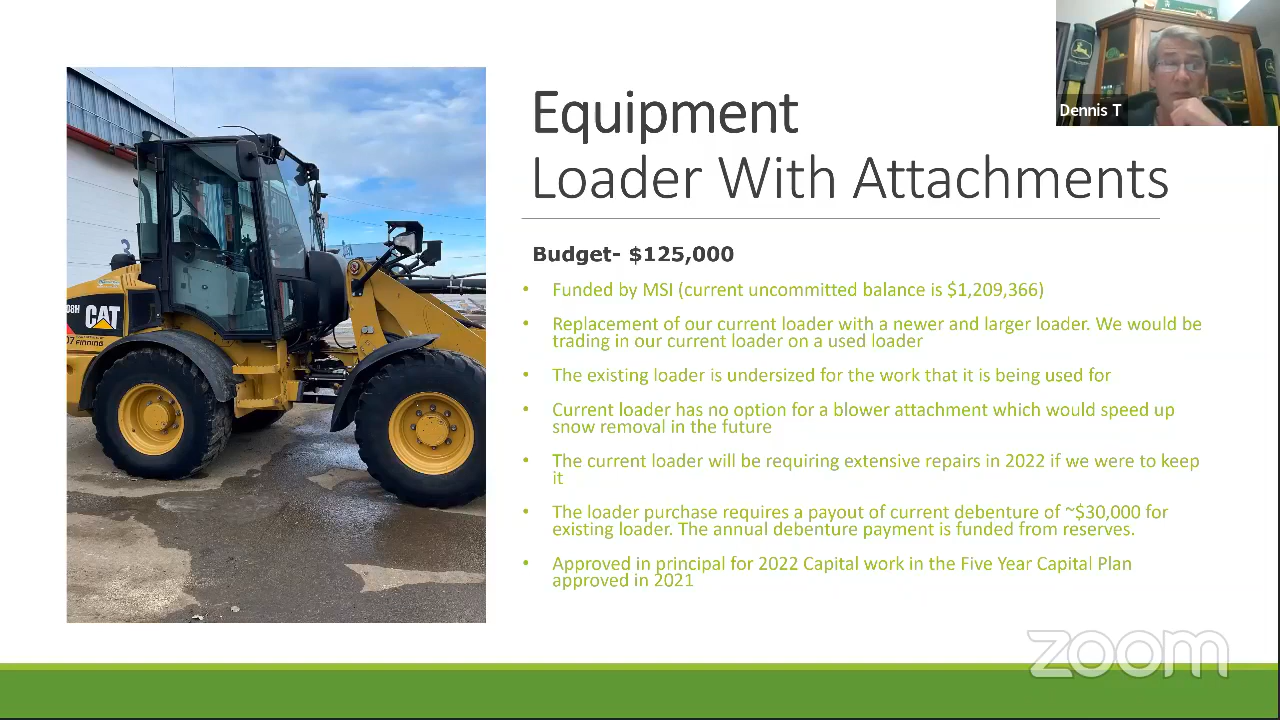 Equipment
Loader With Attachments
Dennis T
Budget- $125,000
• Funded by MSI (current uncommitted balance is $1,209,366)
• Replacement of our current loader with a newer and larger loader. We would be
trading in our current loader on a used loader
• The existing loader is undersized for the work that it is being used for
• Current loader has no option for a blower attachment which would speed up
snow removal in the future
• The current loader will be requiring extensive repairs in 2022 if we were to keep
it
• The loader purchase requires a payout of current debenture of ~$30,000 for
existing loader. The annual debenture payment is funded from reserves.
• Approved in principal for 2022 Capital work in the Five Year Capital Plan
approved in 2021
3
08H
CAT
07 Finning
zoom